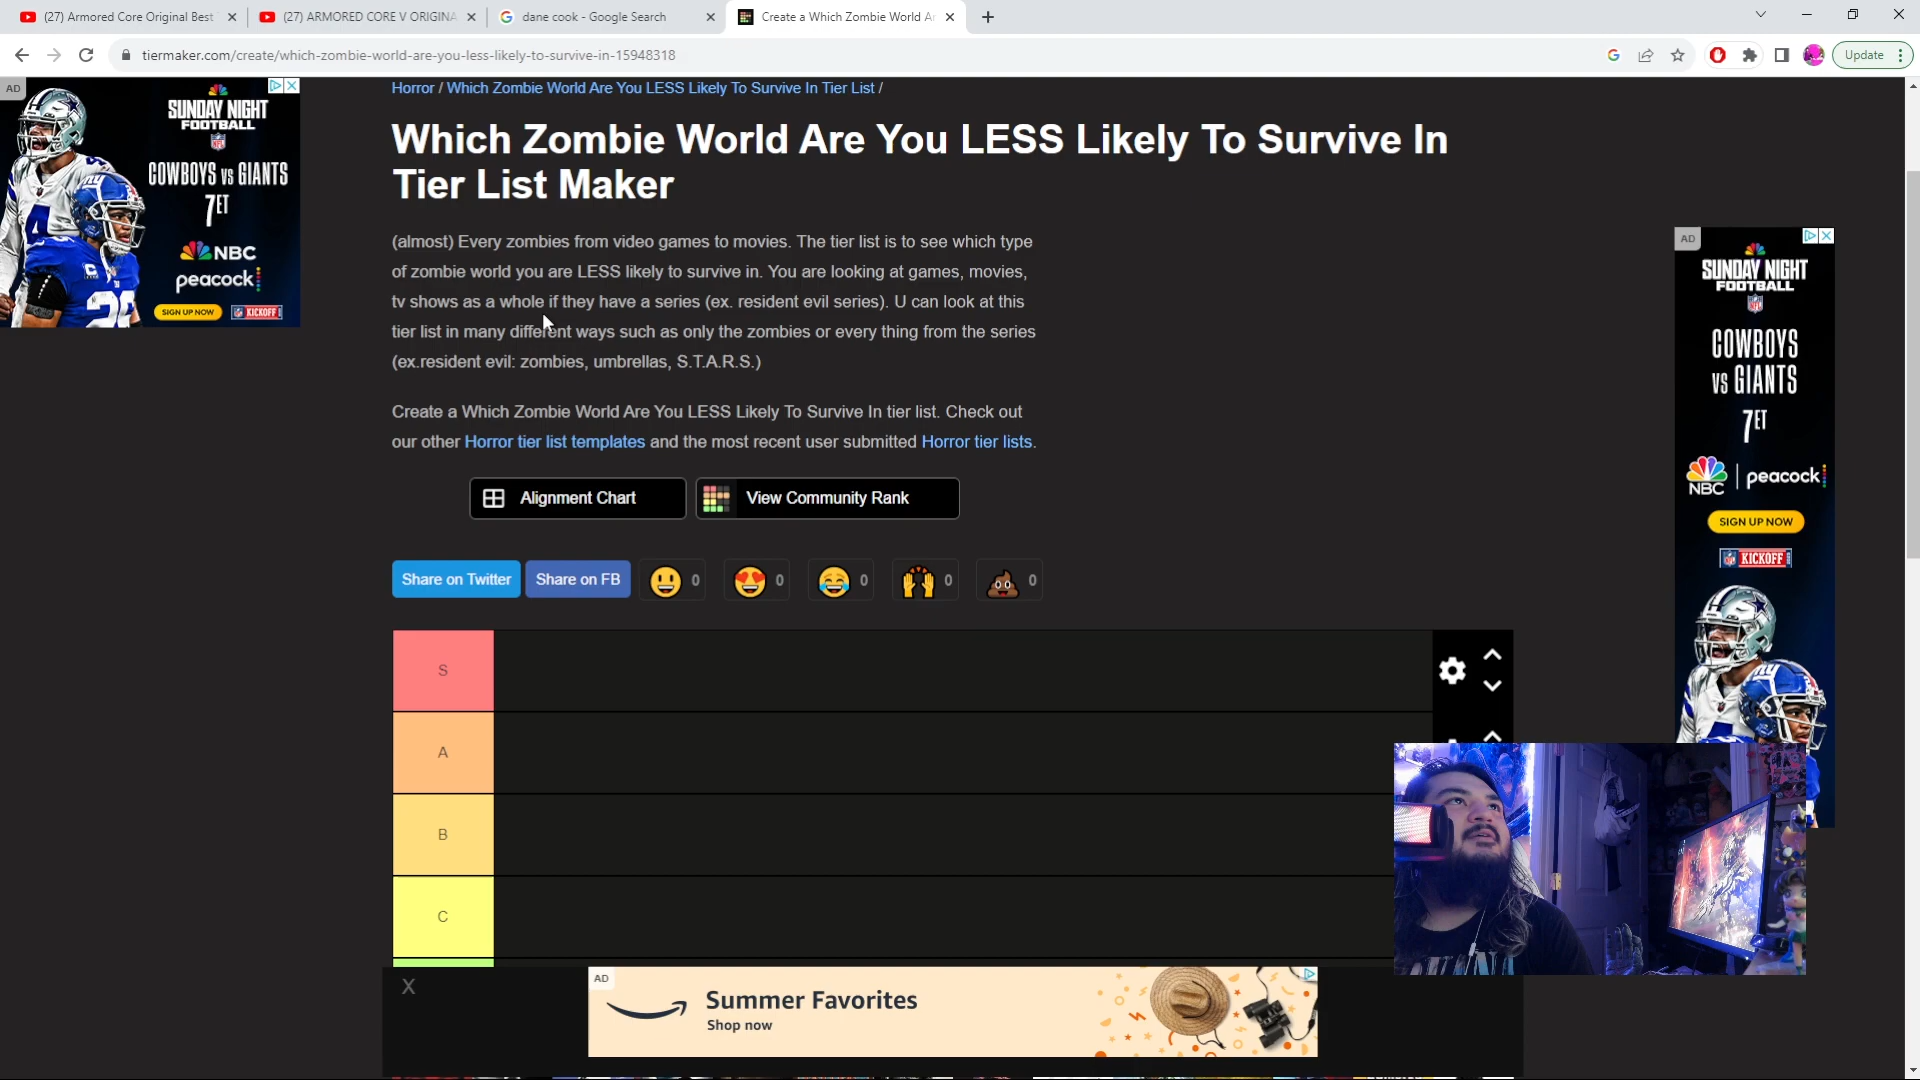 (27) Armored Core Original Best
(27) ARMORED CORE V ORIGINA
dane cook - Google Search
Create a Which Zombie World Ar
tiermaker.com/create/which-zombie-world-are-you-less-likely-to-survive-in-15948318
Update
AD
SUNDAY NIGHT
FOOTBALL
NFL
COWBOYS vs GIANTS
7ET
NBC
peacock
SIGN UP NOW
KICKOFF
Horror / Which Zombie World Are You LESS Likely To Survive In Tier List /
Which Zombie World Are You LESS Likely To Survive In
Tier List Maker
(almost) Every zombies from video games to movies. The tier list is to see which type
of zombie world you are LESS likely to survive in. You are looking at games, movies,
tv shows as a whole if they have a series (ex. resident evil series). U can look at this
tier list in many different ways such as only the zombies or every thing from the series
(ex.resident evil: zombies, umbrellas, S.T.A.R.S.)
Create a Which Zombie World Are You LESS Likely To Survive In tier list. Check out
our other Horror tier list templates and the most recent user submitted Horror tier lists.
Alignment Chart
View Community Rank
Share on Twitter
Share on FB
0
0
0
0
0
S
A
B
C
AD
SUNDAY NIGHT
FOOTBALL
COWBOYS
vs GIANTS
7ET
NBC
peacock
SIGN UP NOW
KICKOFF
X
AD
Summer Favorites
Shop now